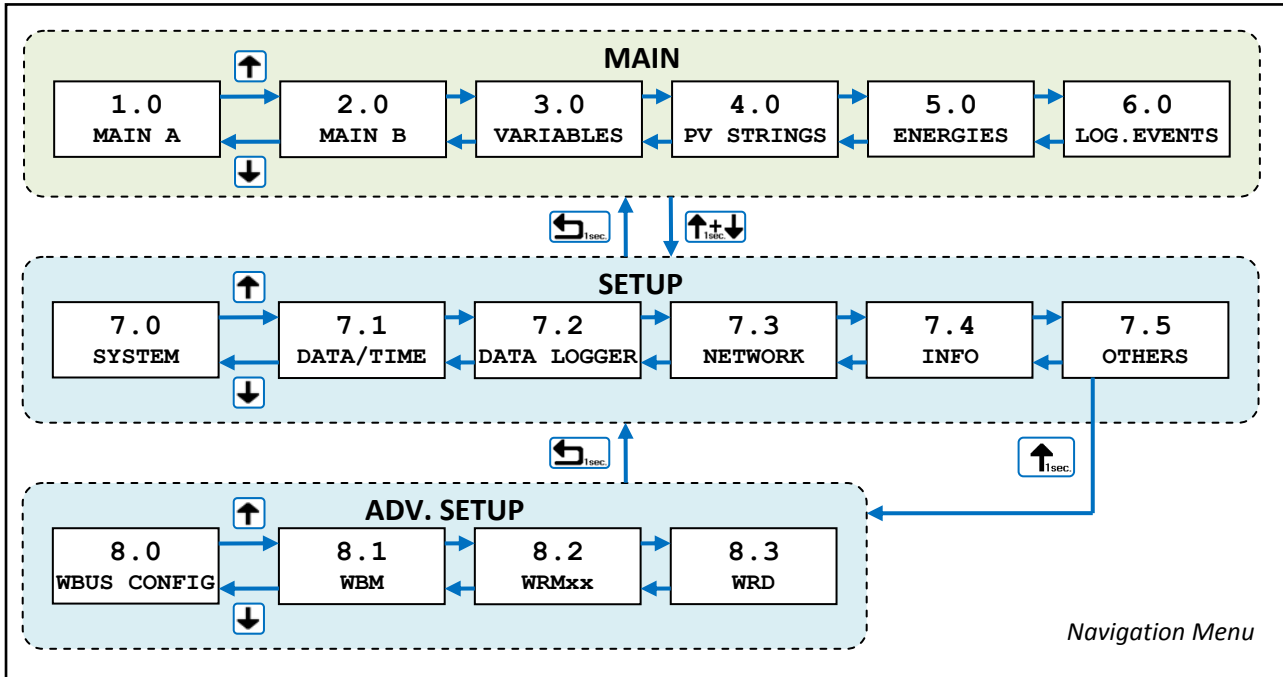 MAIN
1.0
MAIN A
2.0
MAIN B
3.0
VARIABLES
4.0
PV STRINGS
5.0
ENERGIES
6.0
LOG.EVENTS
1sec.
+
1sec.
SETUP
7.0
SYSTEM
7.1
DATA/TIME
7.2
DATA LOGGER
7.3
NETWORK
7.4
INFO
7.5
OTHERS
1sec.
1sec.
ADV. SETUP
8.0
WBUS CONFIG
8.1
WBM
8.2
WRMxx
8.3
WRD
Navigation Menu